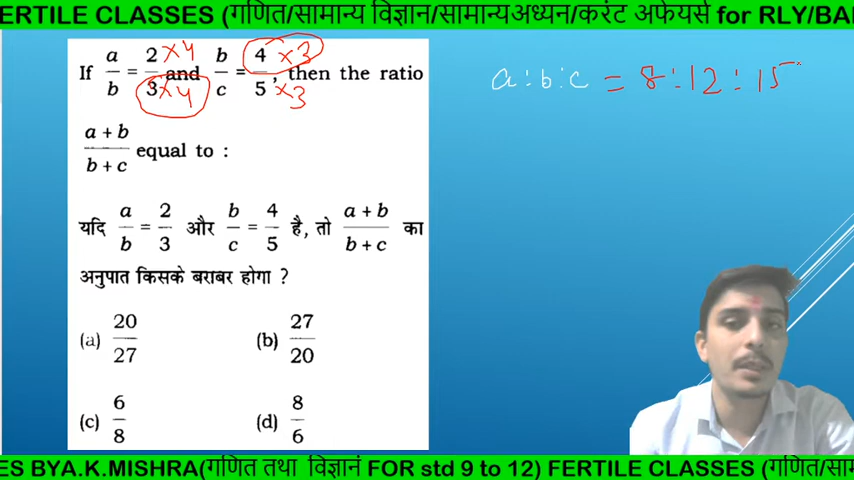 FERTILE CLASSES (गणित/सामान्य विज्ञान/सामान्यअध्यन/करंट अफेयर्स for RLY/BA
If a/b = 2/3 and b/c = 4/5, then the ratio
×4 ×4 ×3 ×3
a + b / b + c equal to :
यदि a/b = 2/3 और b/c = 4/5 है, तो a + b / b + c का
अनुपात किसके बराबर होगा ?
(a) 20/27 (b) 27/20
(c) 6/8 (d) 8/6
a : b : c = 8 : 12 : 15
ES BYA.K.MISHRA(गणित तथा विज्ञानं FOR std 9 to 12) FERTILE CLASSES (गणित/साम